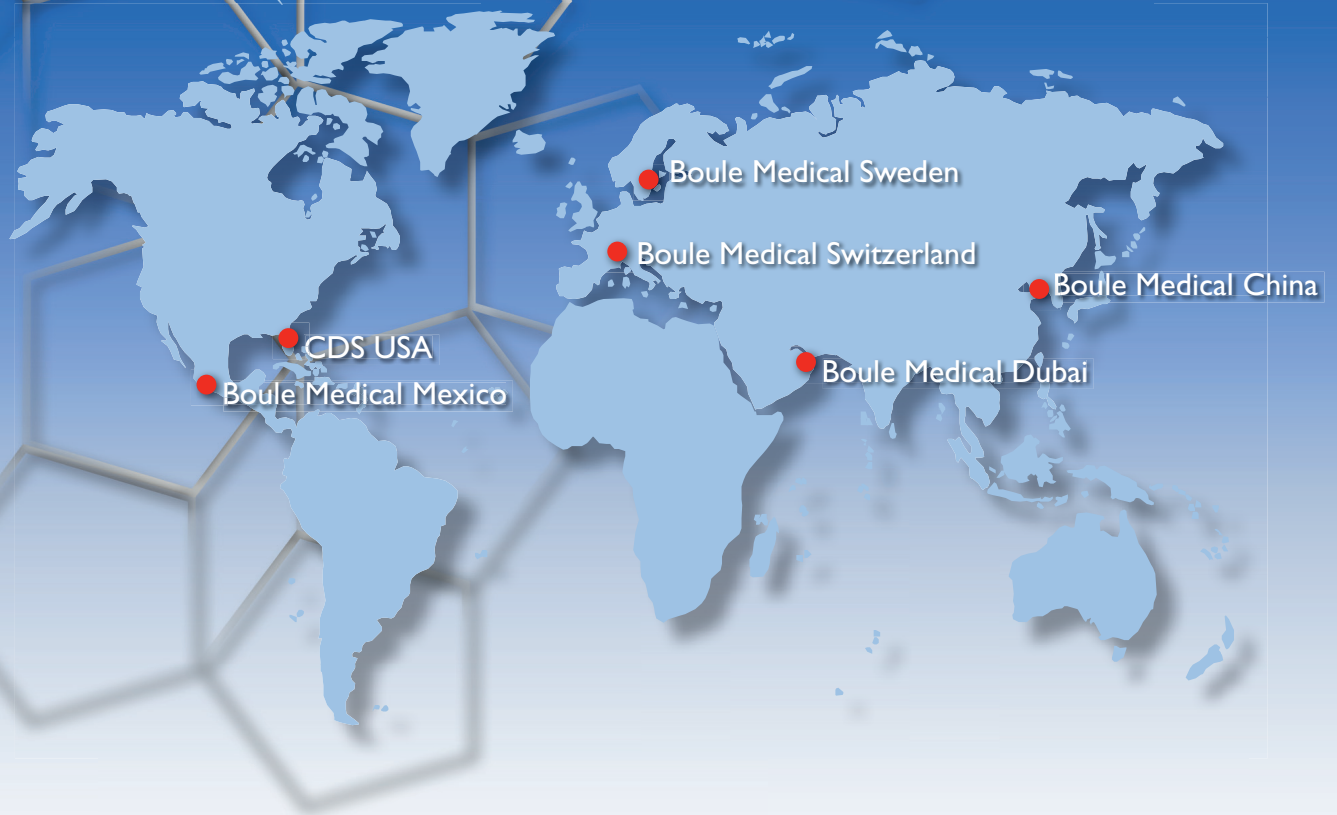 Boule Medical Sweden
Boule Medical Switzerland
Boule Medical China
CDS USA
Boule Medical Dubai
Boule Medical Mexico